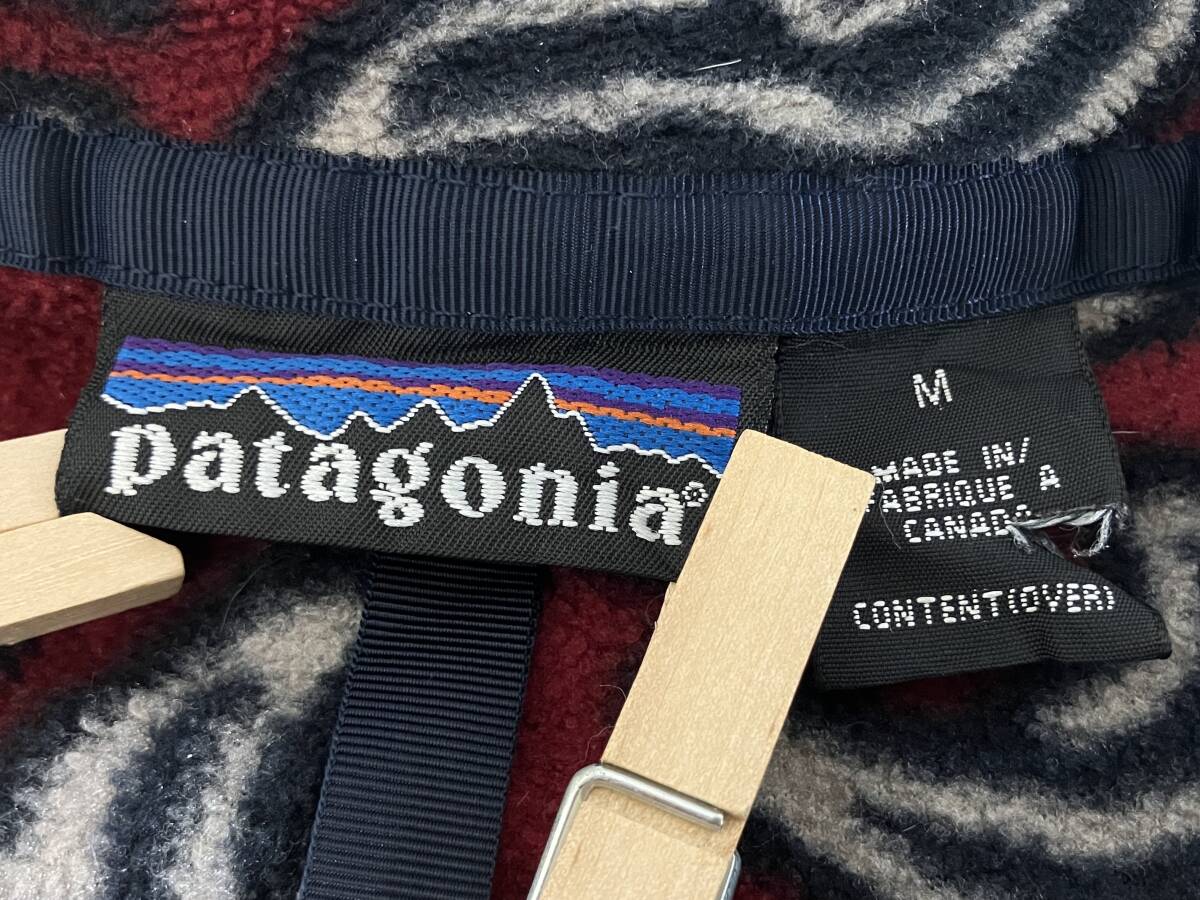 patagonia®
M
MADE IN/
FABRIQUE A
CANADA
CONTENT(OVER)